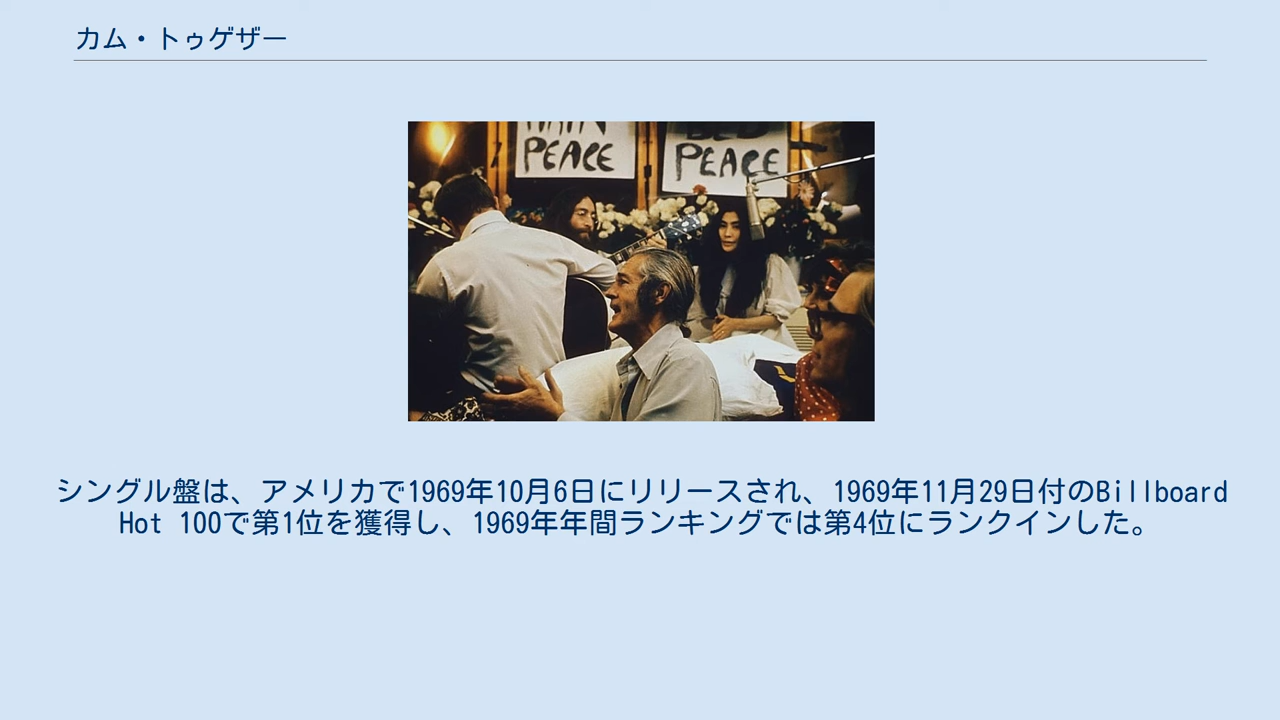 カム・トゥゲザー
PEACE
BED
PEACE
シングル盤は、アメリカで1969年10月6日にリリースされ、1969年11月29日付のBillboard
Hot 100で第1位を獲得し、1969年年間ランキングでは第4位にランクインした。